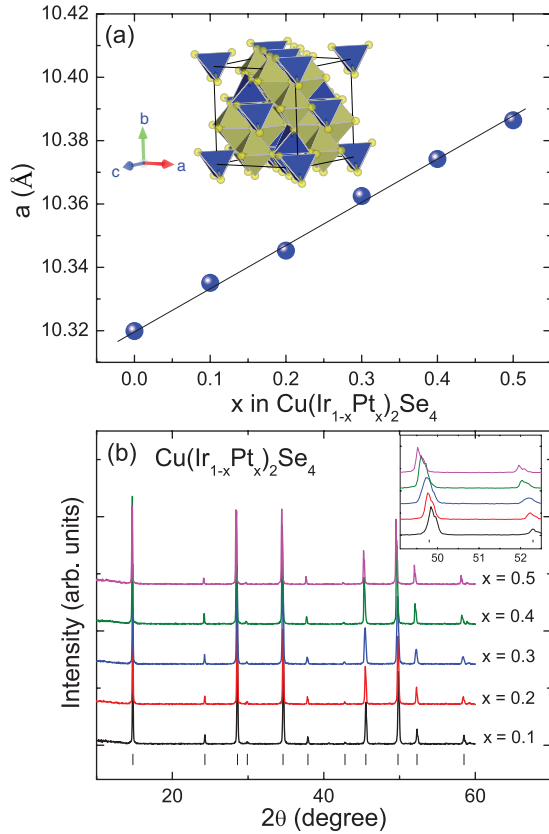 (a)
10.42
10.40
10.38
10.36
10.34
10.32
a (Å)
b
c
a
0.0 0.1 0.2 0.3 0.4 0.5
x in Cu(Ir₁₋ₓPtₓ)₂Se₄
(b)
Cu(Ir₁₋ₓPtₓ)₂Se₄
50 51 52
Intensity (arb. units)
x = 0.5
x = 0.4
x = 0.3
x = 0.2
x = 0.1
20 40 60
2θ (degree)